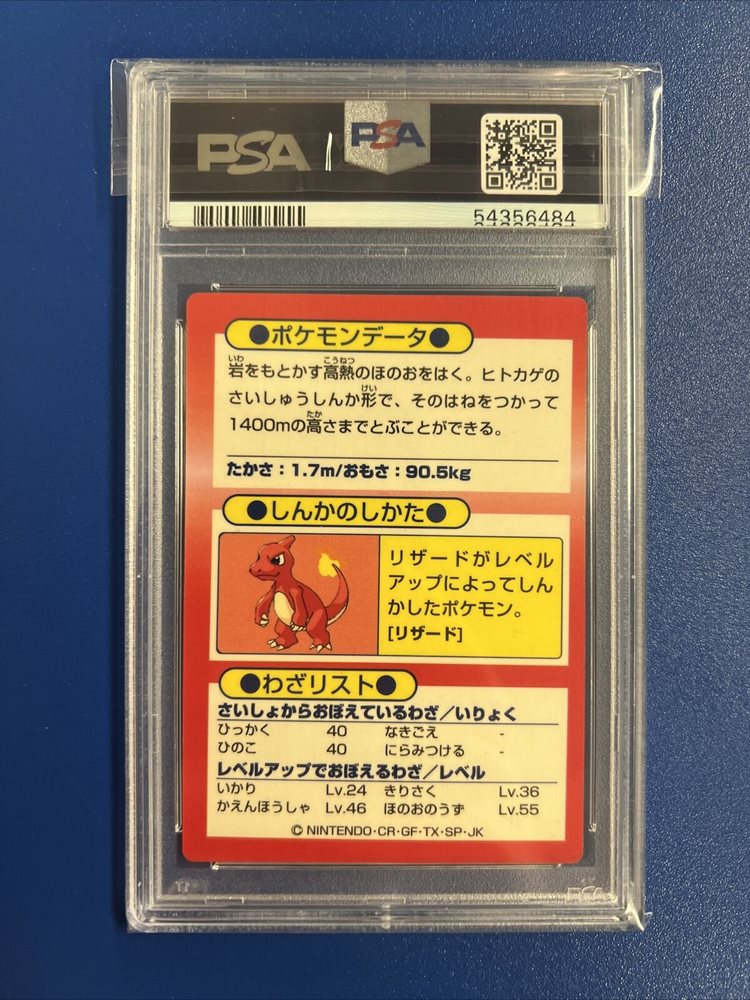 PSA PSA
54356484
●ポケモンデータ●
岩をもとかす高熱のほのおをはく。ヒトカゲの
さいしゅうしんか形で、そのはねをつかって
1400mの高さまでとぶことができる。
たかさ：1.7m/おもさ：90.5kg
●しんかのしかた●
リザードがレベル
アップによってしん
かしたポケモン。
[リザード]
●わざリスト●
さいしょからおぼえているわざ／いりょく
ひっかく 40 なきごえ -
ひのこ 40 にらみつける -
レベルアップでおぼえるわざ／レベル
いかり Lv.24 きりさく Lv.36
かえんほうしゃ Lv.46 ほのおのうず Lv.55
© NINTENDO・CR・GF・TX・SP・JK
PSA